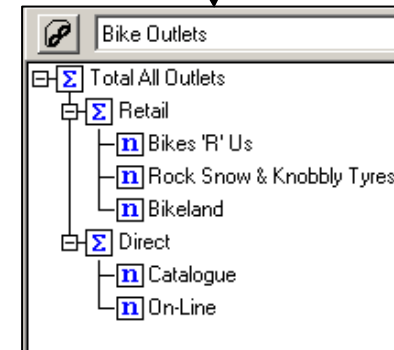 Bike Outlets
Σ Total All Outlets
Σ Retail
n Bikes 'R' Us
n Rock Snow & Knobbly Tyres
n Bikeland
Σ Direct
n Catalogue
n On-Line